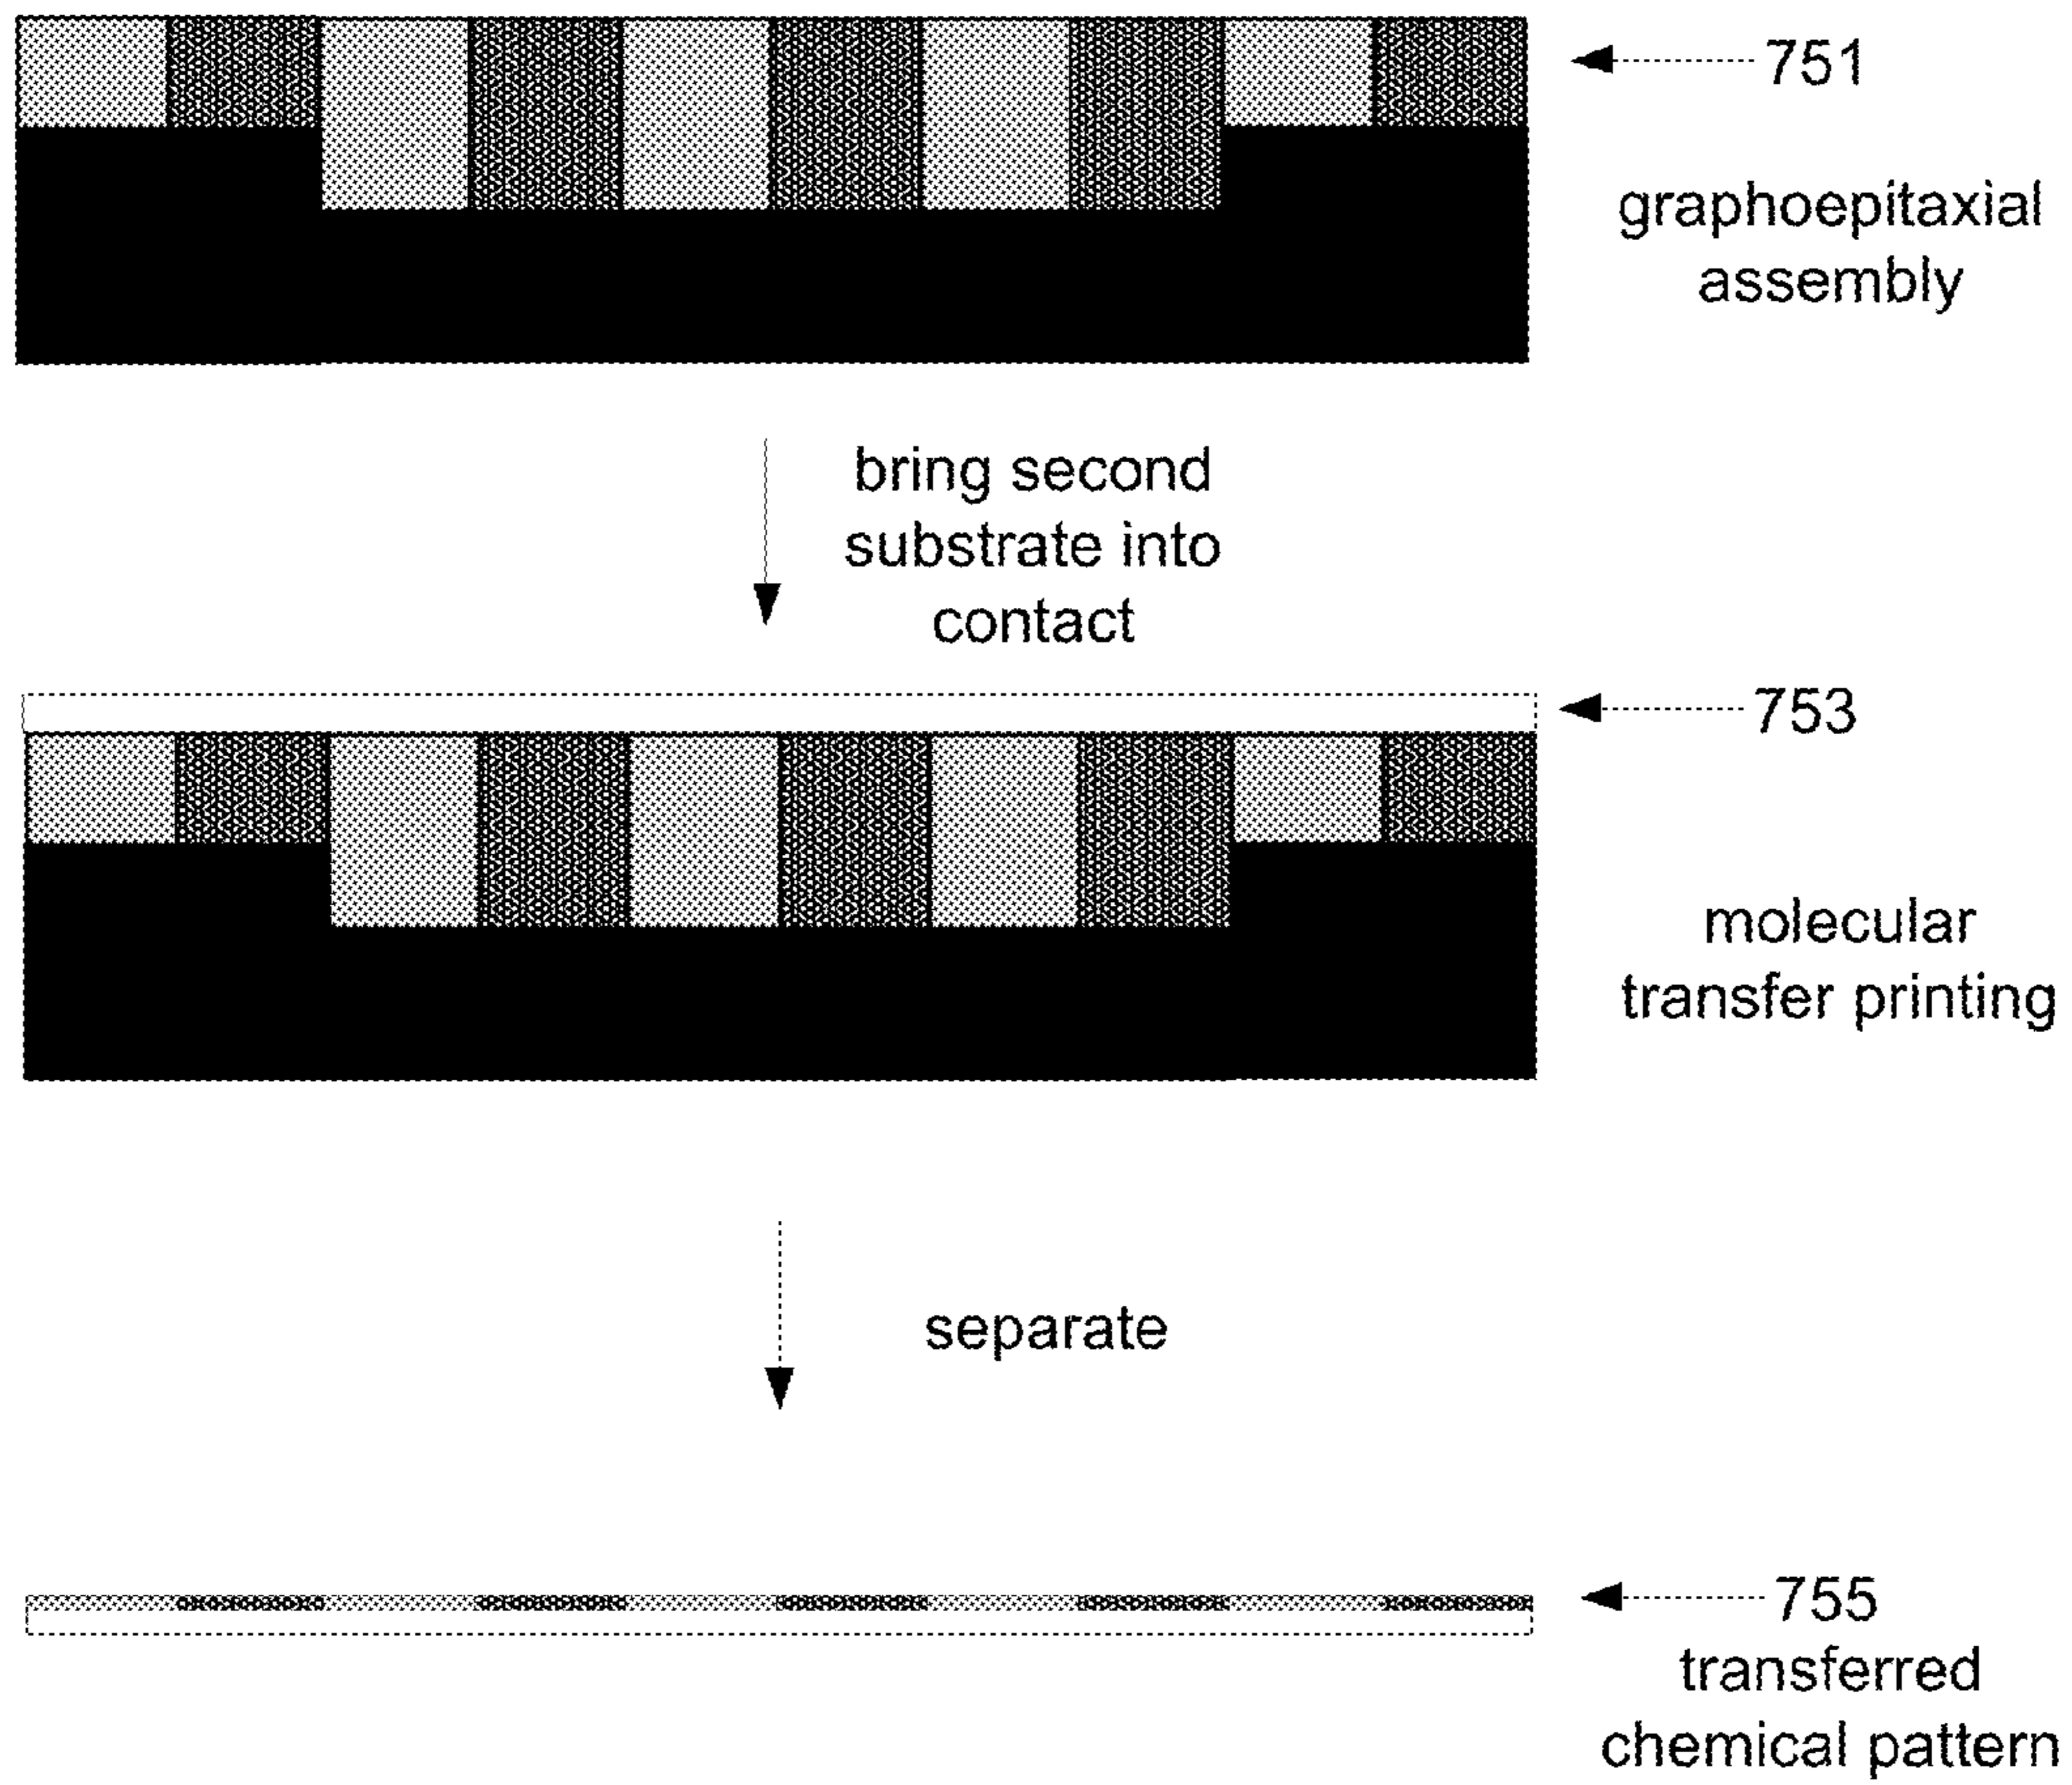 751
graphoepitaxial
assembly
bring second
substrate into
contact
753
molecular
transfer printing
separate
755
transferred
chemical pattern